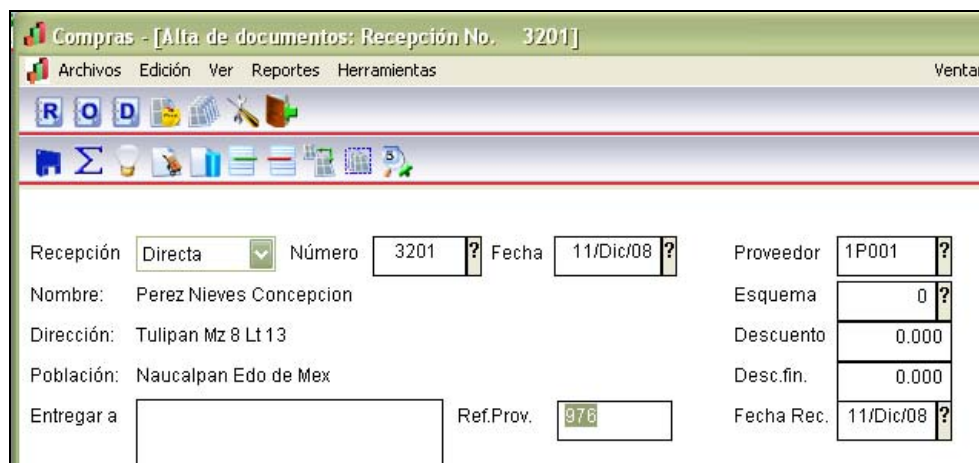 Compras - [Alta de documentos: Recepción No. 3201]
Archivos Edición Ver Reportes Herramientas Ventan
R O D
Σ 5
Recepción Directa Número 3201 ? Fecha 11/Dic/08 ? Proveedor 1P001 ?
Nombre: Perez Nieves Concepcion Esquema 0 ?
Dirección: Tulipan Mz 8 Lt 13 Descuento 0.000
Población: Naucalpan Edo de Mex Desc.fin. 0.000
Entregar a Ref.Prov. 976 Fecha Rec. 11/Dic/08 ?